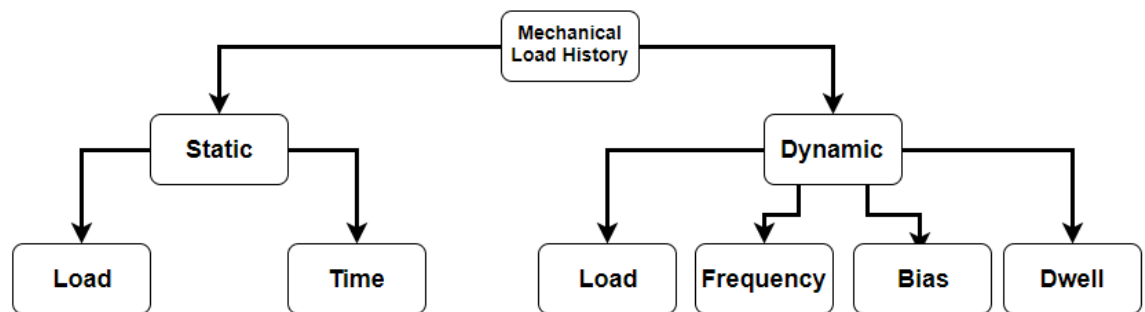 Mechanical
Load History
Static
Dynamic
Load
Time
Load
Frequency
Bias
Dwell